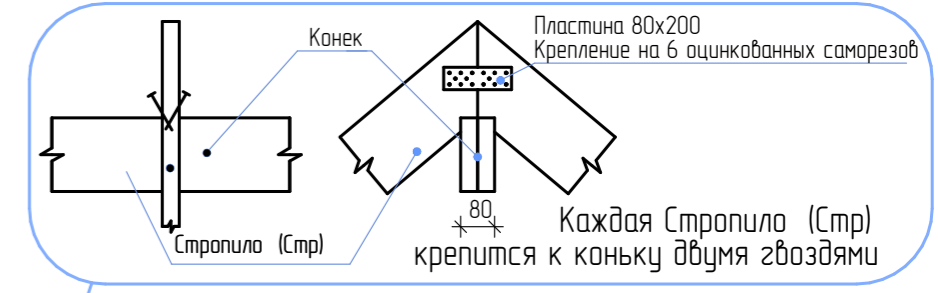 Конек
Пластина 80х200
Крепление на 6 оцинкованных саморезов
80
Стропило (Стр)
Каждая Стропило (Стр)
крепится к коньку двумя гвоздями